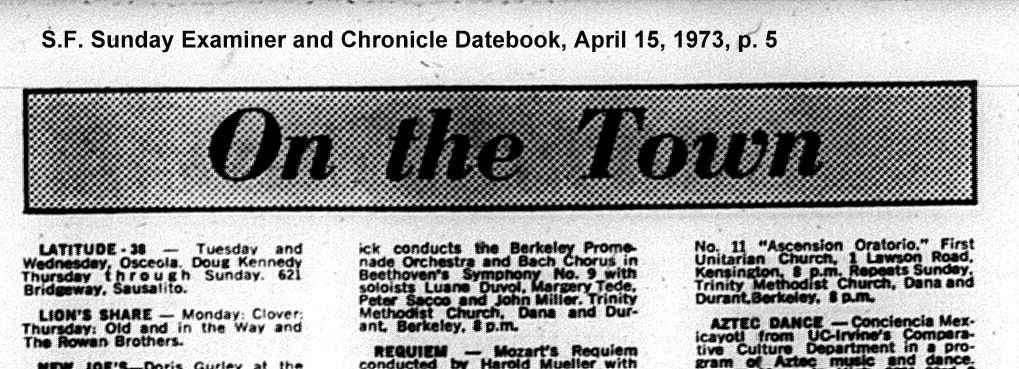 S.F. Sunday Examiner and Chronicle Datebook, April 15, 1973, p. 5
On the Town
LATITUDE - 38 — Tuesday and
Wednesday, Osceola. Doug Kennedy
Thursday through Sunday. 621
Bridgeway, Sausalito.
LION'S SHARE — Monday: Clover;
Thursday: Old and in the Way and
The Rowan Brothers.
NEW JOE'S—Doris Gurley at the
ick conducts the Berkeley Prome-
nade Orchestra and Bach Chorus in
Beethoven's Symphony No. 9 with
soloists Luane Duvol, Margery Tede,
Peter Sacco and John Miller. Trinity
Methodist Church, Dana and Dur-
ant, Berkeley, 8 p.m.
REQUIEM — Mozart's Requiem
conducted by Harold Mueller with
No. 11 "Ascension Oratorio." First
Unitarian Church, 1 Lawson Road,
Kensington, 8 p.m. Repeats Sunday,
Trinity Methodist Church, Dana and
Durant, Berkeley, 8 p.m.
AZTEC DANCE — Conciencia Mex-
icayotl from UC-Irvine's Compara-
tive Culture Department in a pro-
gram of Aztec music and dance.